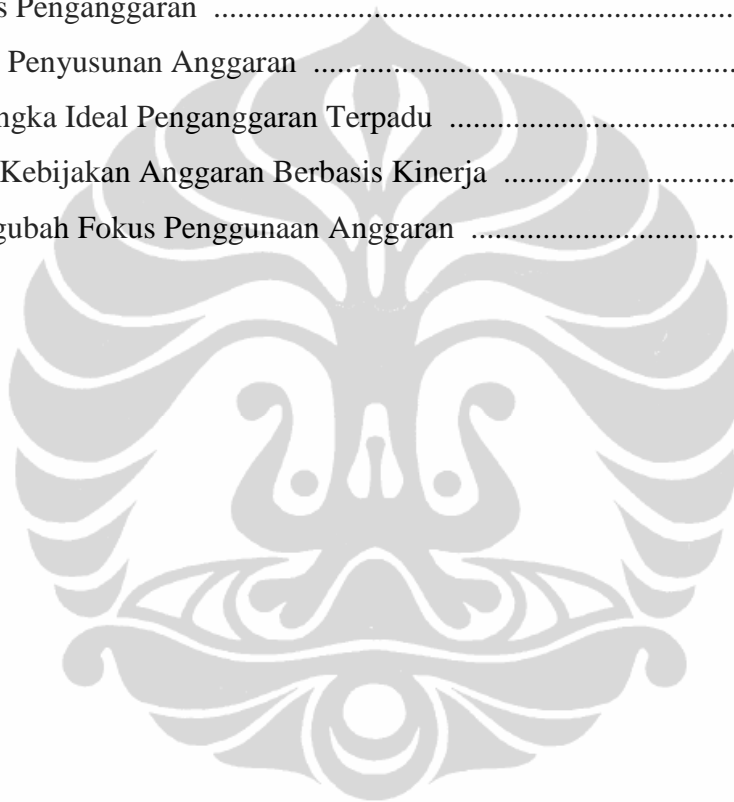 s Penganggaran ......................................................................
Penyusunan Anggaran .......................................................
ngka Ideal Penganggaran Terpadu ......................................
Kebijakan Anggaran Berbasis Kinerja ...............................
gubah Fokus Penggunaan Anggaran ...................................